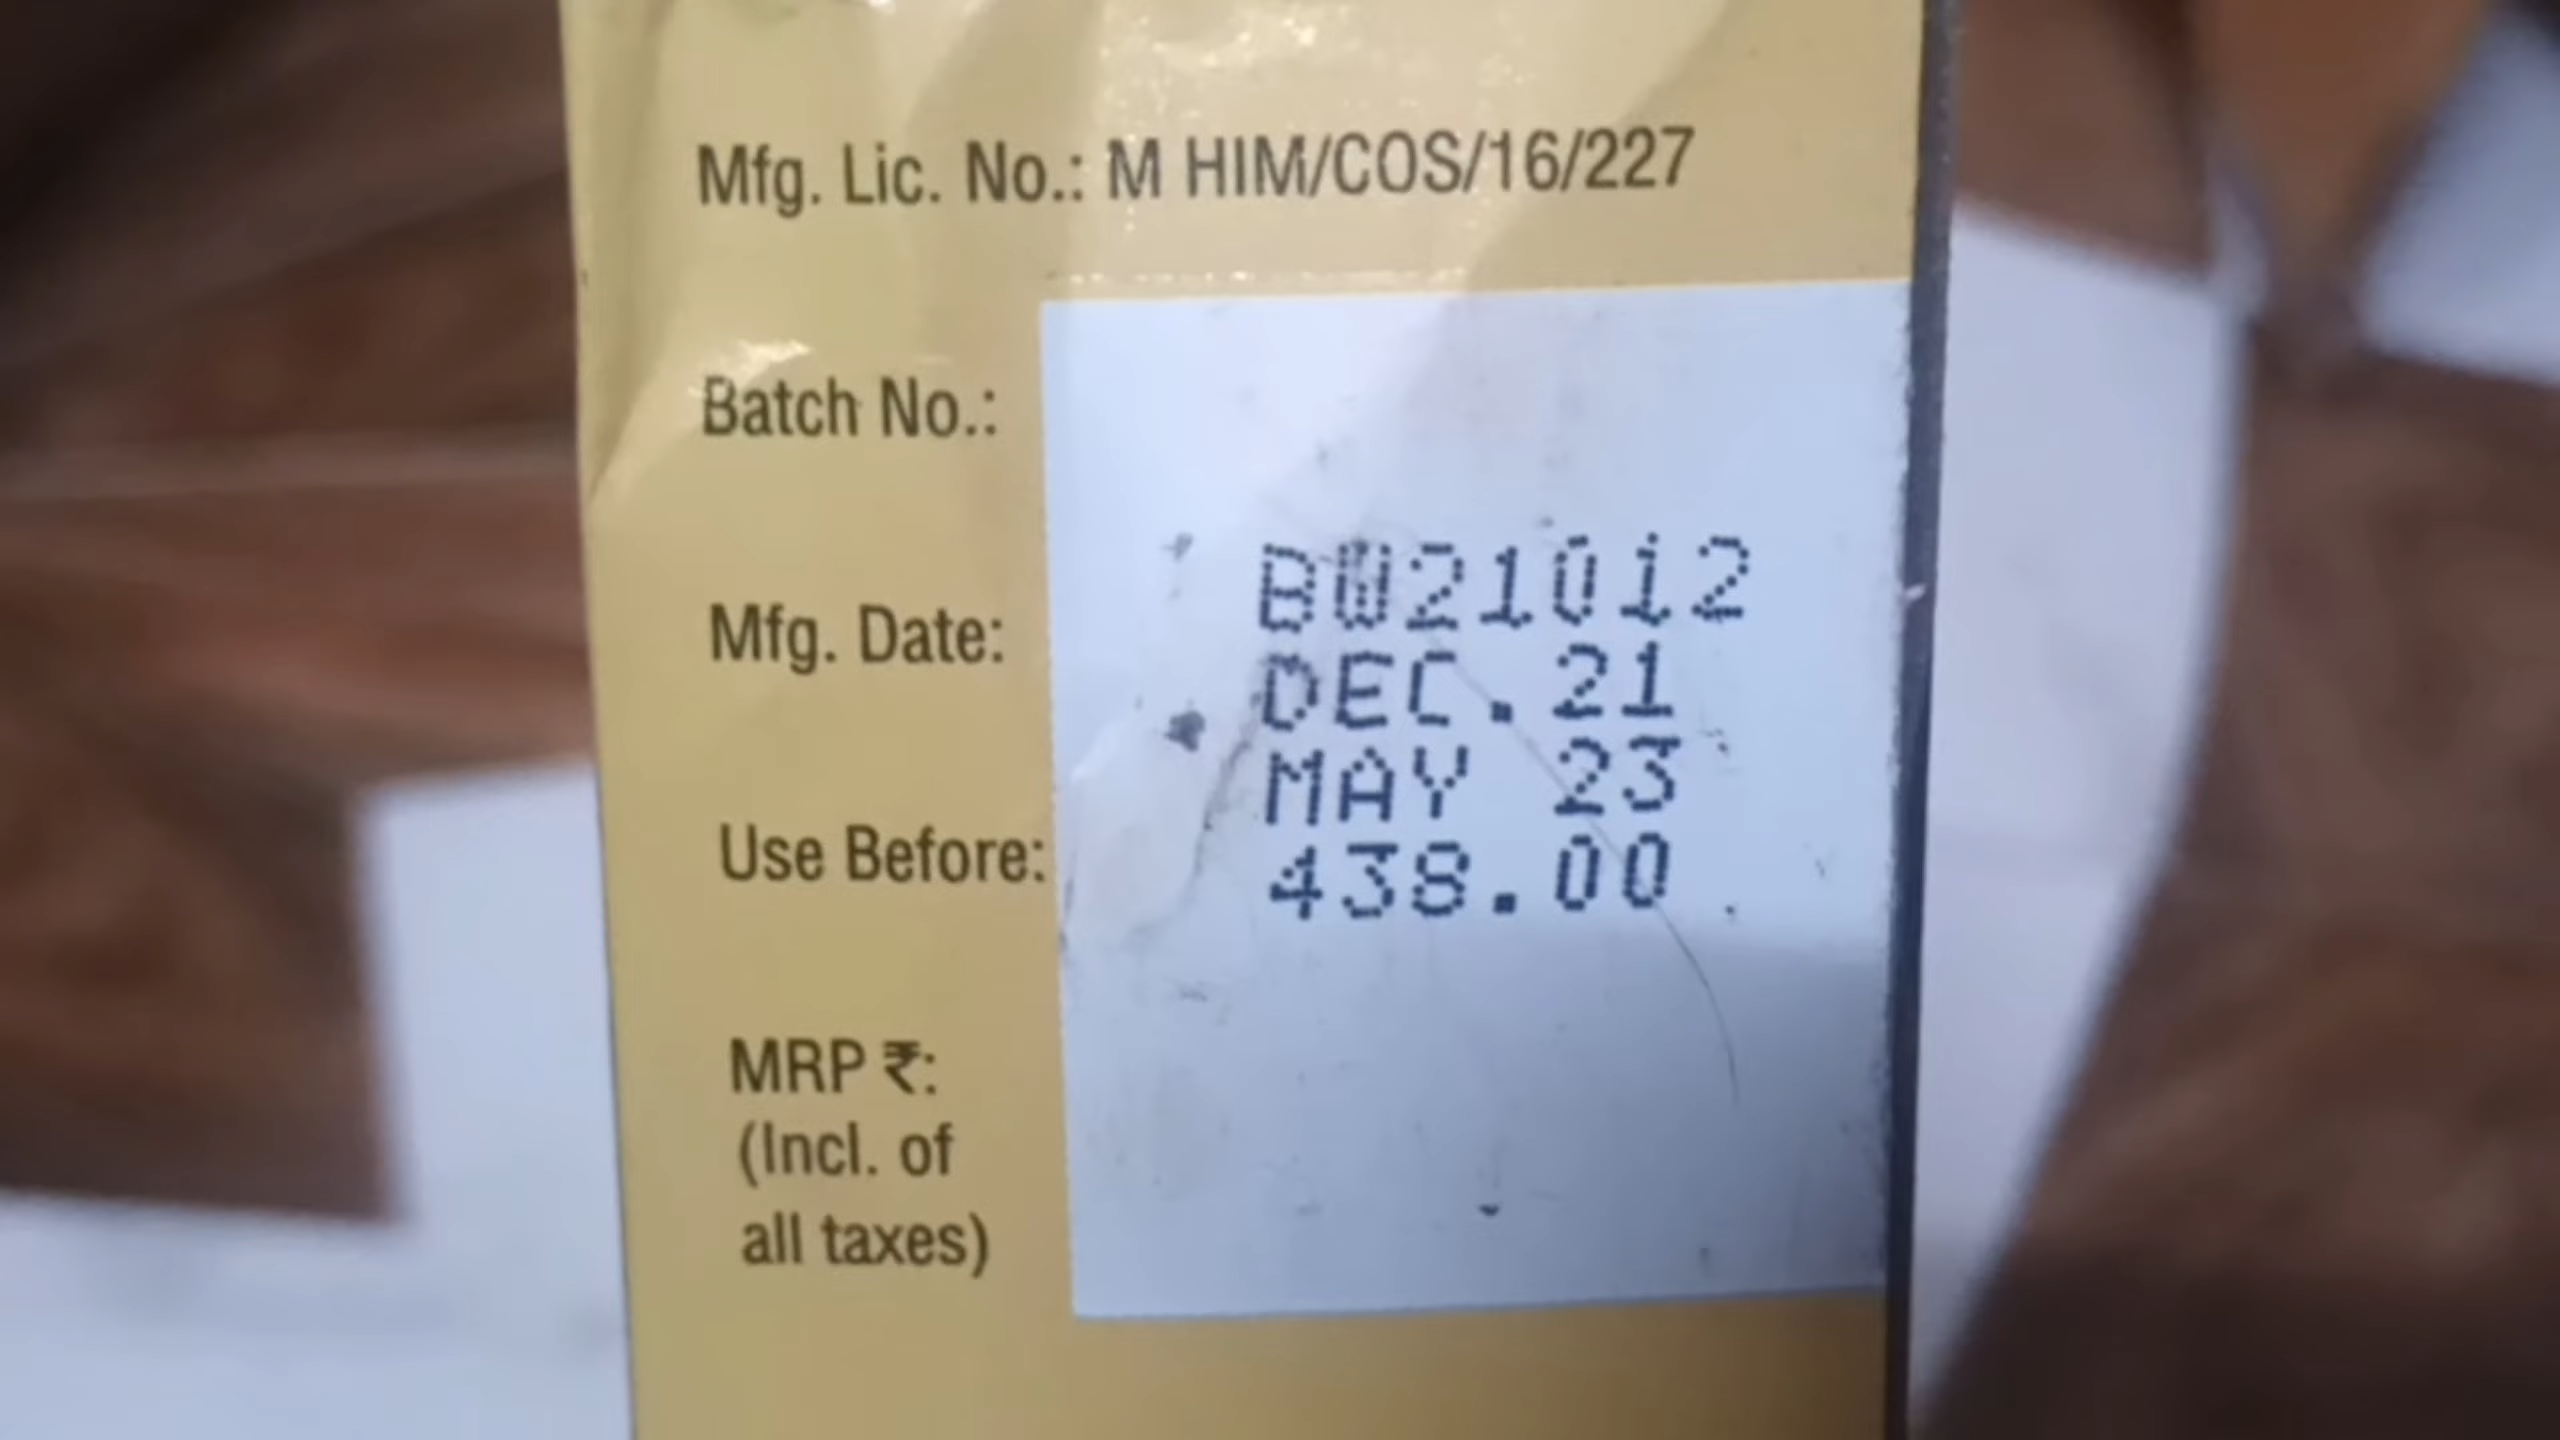 Mfg. Lic. No.: M HIM/COS/16/227
Batch No.:
BW21012
Mfg. Date:
DEC.21
MAY 23
Use Before:
438.00
MRP ₹:
(Incl. of
all taxes)